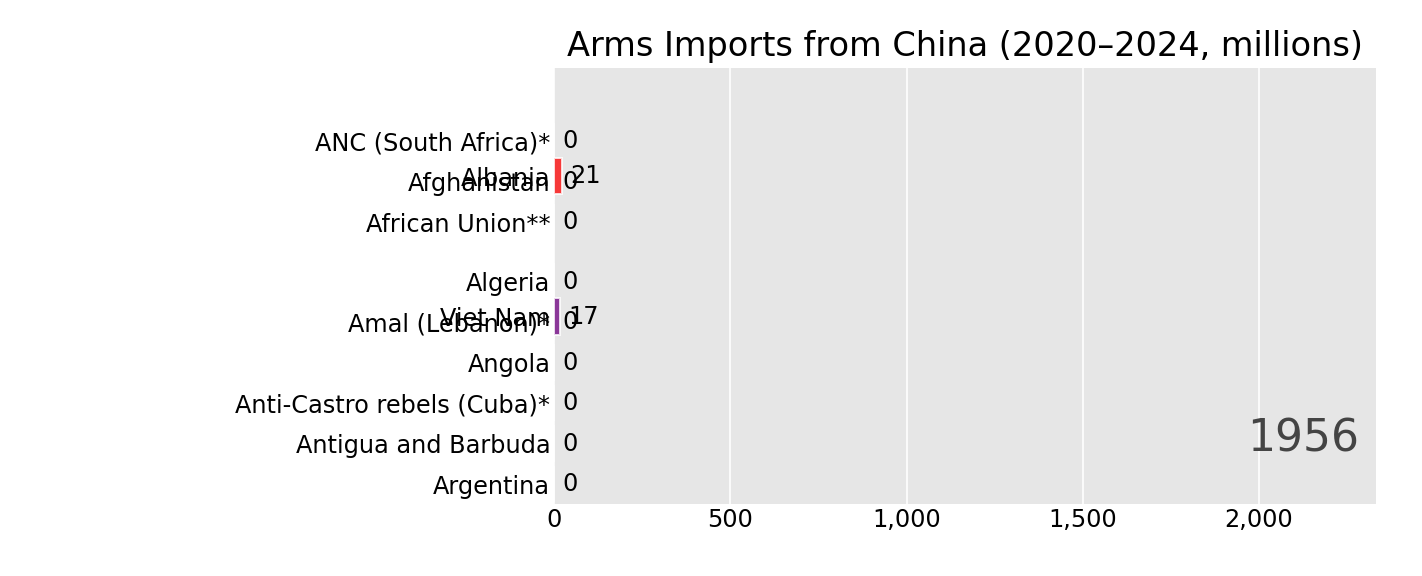 Arms Imports from China (2020–2024, millions)
ANC (South Africa)* 0
Albania 21
Afghanistan 0
African Union** 0
Algeria 0
Viet Nam 17
Amal (Lebanon)* 0
Angola 0
Anti-Castro rebels (Cuba)* 0
Antigua and Barbuda 0
Argentina 0
1956
0 500 1,000 1,500 2,000